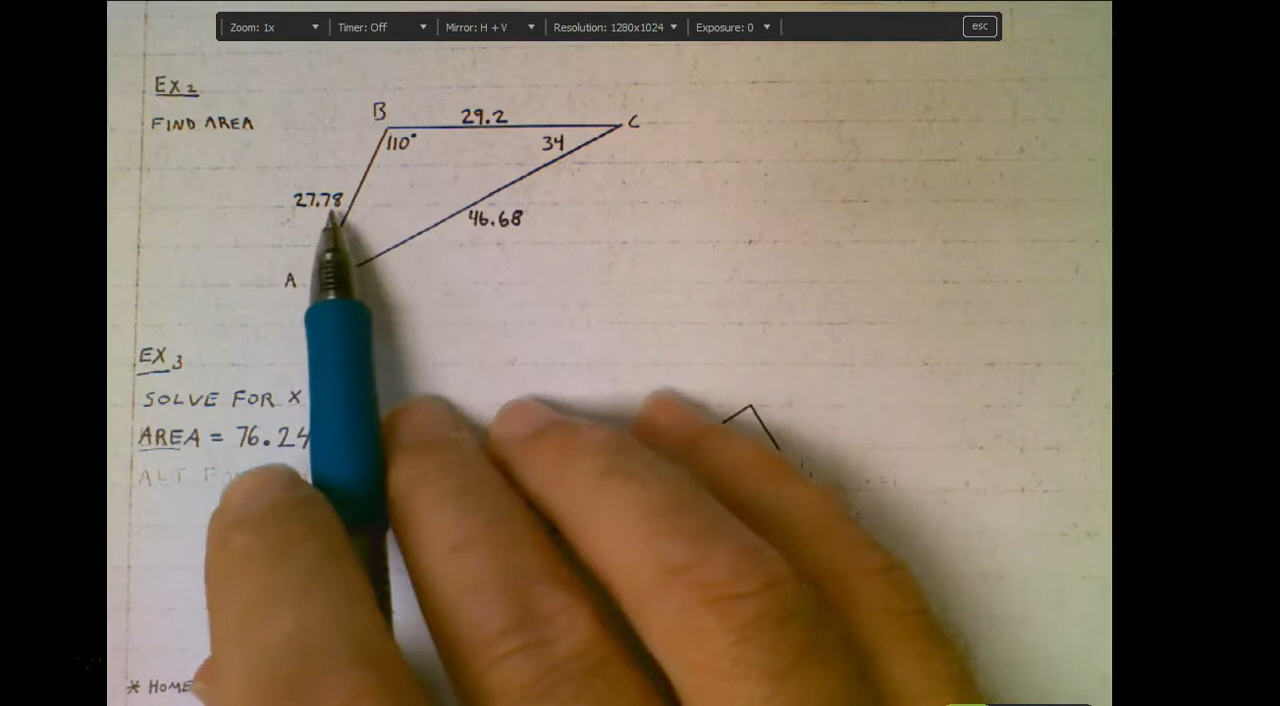 Zoom: 1x Timer: Off Mirror: H + V Resolution: 1280x1024 Exposure: 0 esc
EX 2
FIND AREA
B
29.2
C
110°
34
27.78
46.68
A
EX 3
SOLVE FOR X
AREA = 76.24
ALT
* HOME